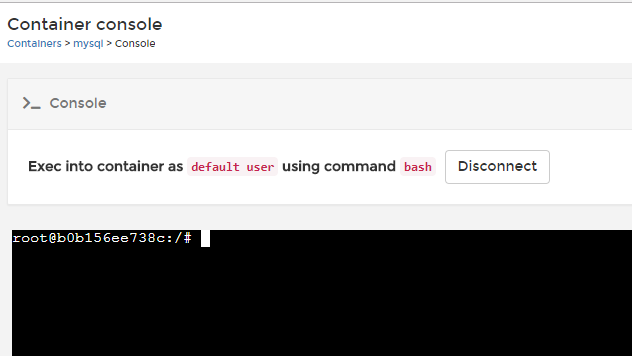 Container console
Containers > mysql > Console
>_ Console
Exec into container as default user using command bash Disconnect
root@b0b156ee738c:/#